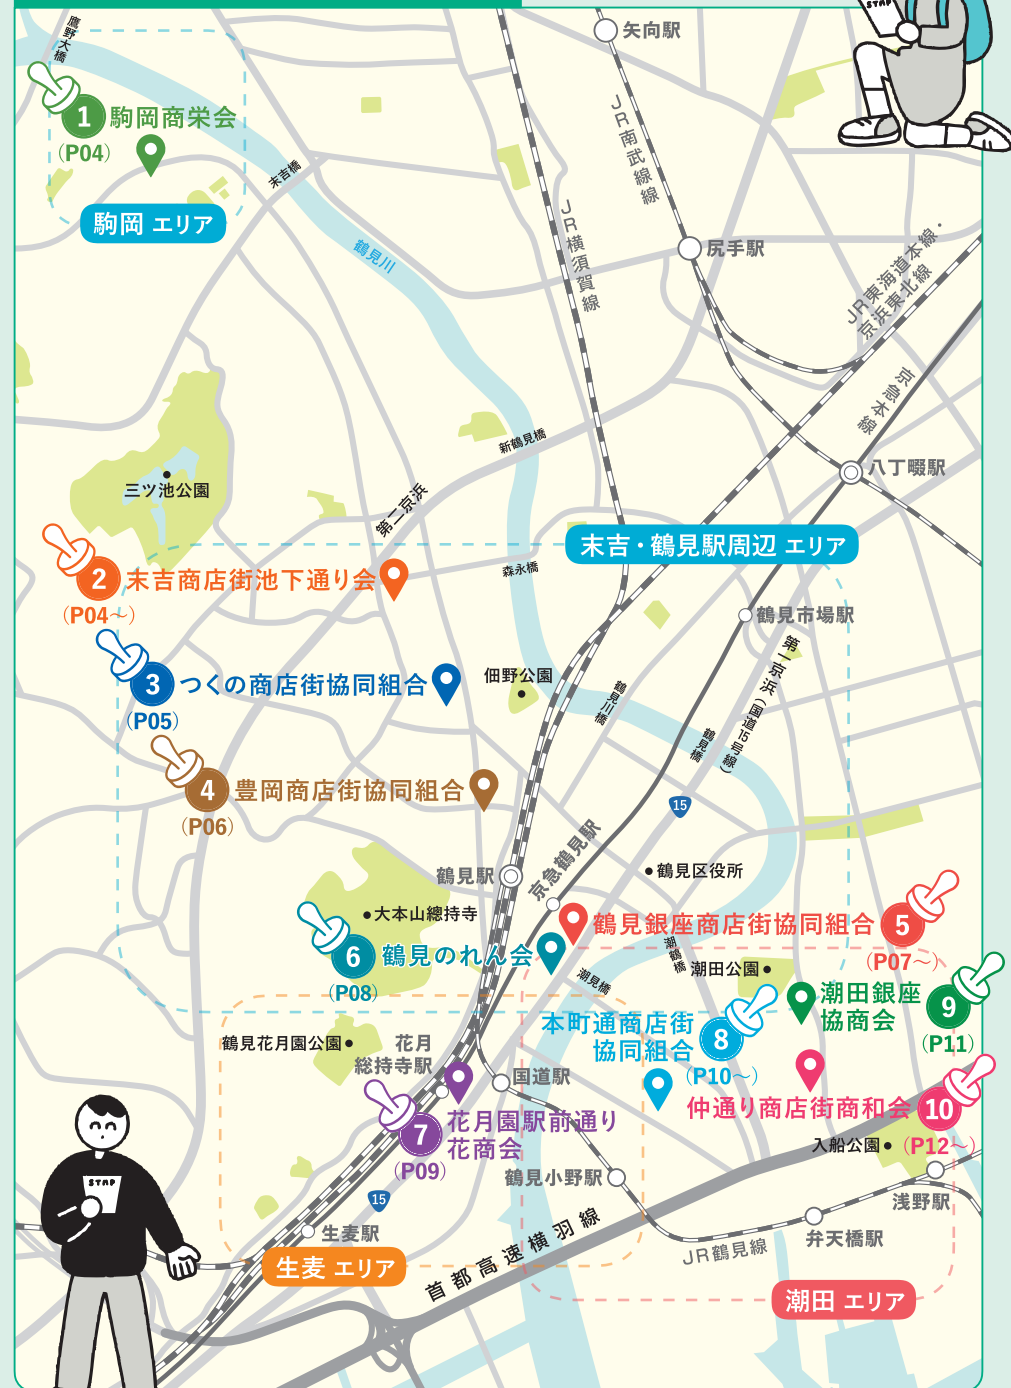 STMP
鷹野大橋
矢向駅
1 駒岡商栄会
(P04)
駒岡 エリア
末吉橋
鶴見川
JR南武線線
JR横須賀線
尻手駅
JR東海道本線・
京浜東北線
京急本線
八丁畷駅
新鶴見橋
三ツ池公園
第二京浜
末吉・鶴見駅周辺 エリア
森永橋
2 末吉商店街池下通り会
(P04〜)
鶴見市場駅
第一京浜(国道15号線)
3 つくの商店街協同組合
(P05)
佃野公園
鶴見川橋
鶴見橋
4 豊岡商店街協同組合
(P06)
15
鶴見駅
京急鶴見駅
鶴見区役所
大本山總持寺
鶴見銀座商店街協同組合 5
(P07〜)
6 鶴見のれん会
(P08)
潮鶴橋
潮見橋
潮田公園
潮田銀座
協商会
9
(P11)
本町通商店街
協同組合
8
(P10〜)
鶴見花月園公園
花月
総持寺駅
国道駅
仲通り商店街商和会 10
(P12〜)
7 花月園駅前通り
花商会
(P09)
入船公園
鶴見小野駅
浅野駅
STMP
15
生麦駅
弁天橋駅
JR鶴見線
首都高速横羽線
生麦 エリア
潮田 エリア